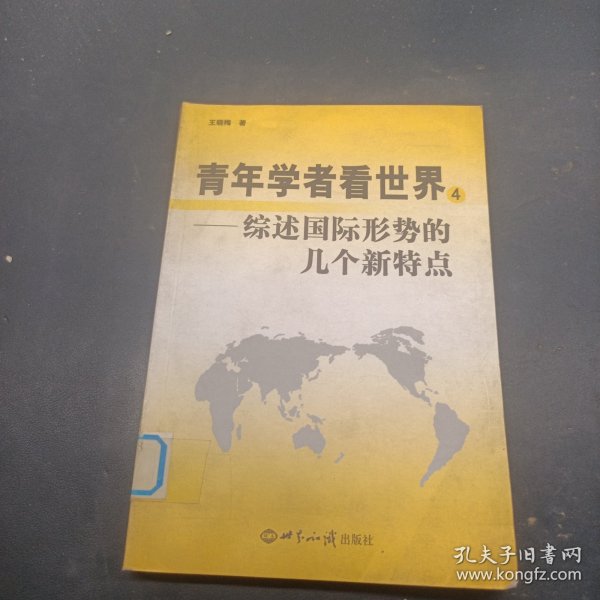 王晓梅 著
青年学者看世界 4
——综述国际形势的
几个新特点
世界知识 出版社
孔夫子旧书网
www.kongfz.com